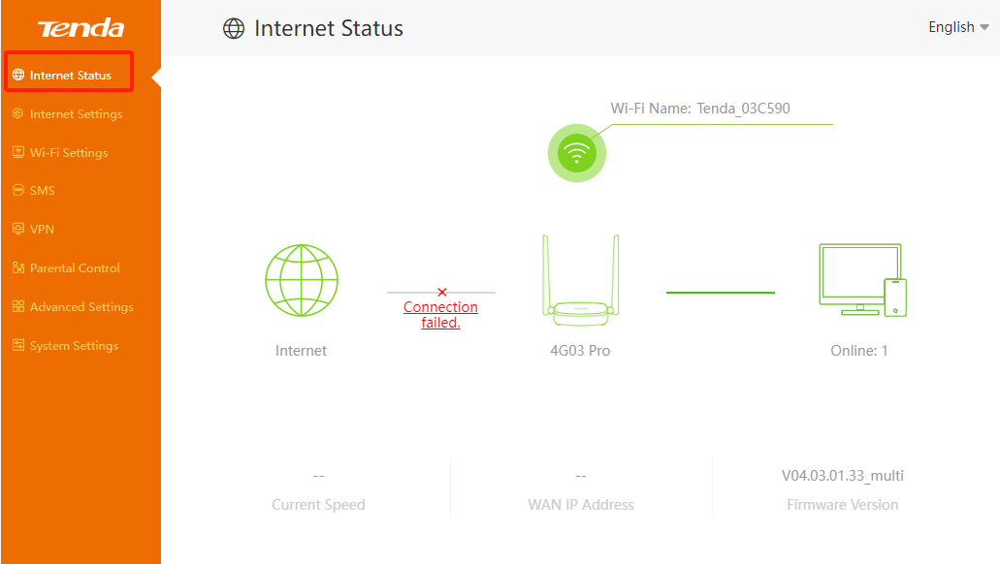 Tenda
Internet Status
English
Internet Status
Internet Settings
Wi-Fi Settings
SMS
VPN
Parental Control
Advanced Settings
System Settings
Wi-Fi Name: Tenda_03C590
Connection
failed.
Internet
4G03 Pro
Online: 1
--
Current Speed
--
WAN IP Address
V04.03.01.33_multi
Firmware Version